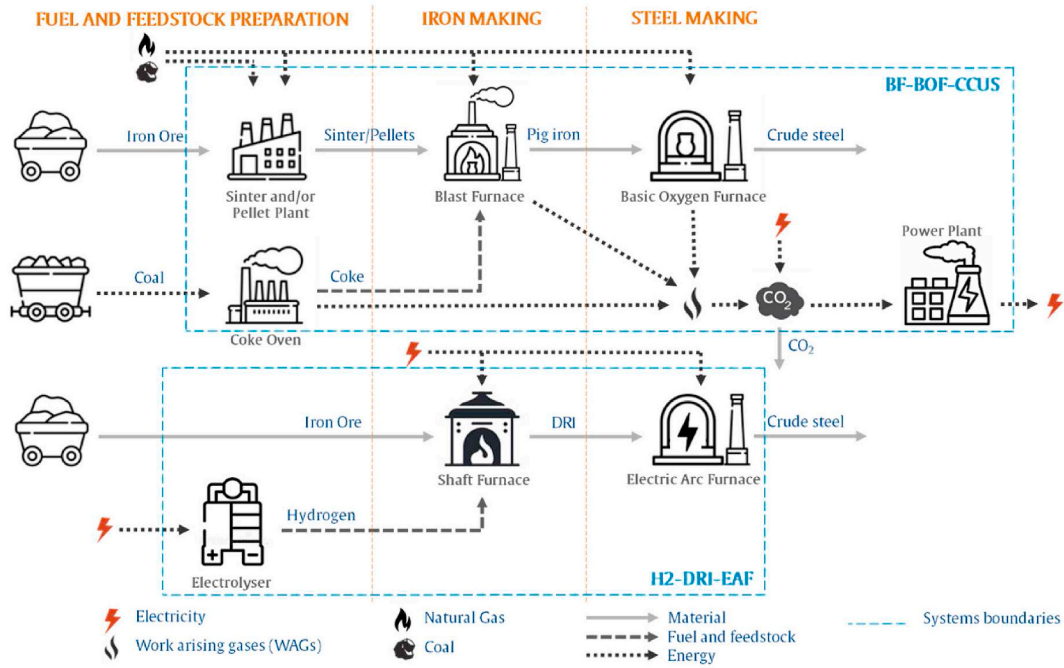 FUEL AND FEEDSTOCK PREPARATION
IRON MAKING
STEEL MAKING
BF-BOF-CCUS
Iron Ore
Sinter/Pellets
Pig iron
Crude steel
Sinter and/or
Pellet Plant
Blast Furnace
Basic Oxygen Furnace
Power Plant
Coal
Coke
CO₂
Coke Oven
CO₂
Iron Ore
DRI
Crude steel
Shaft Furnace
Electric Arc Furnace
Hydrogen
Electrolyser
H2-DRI-EAF
Electricity
Natural Gas
Material
Systems boundaries
Work arising gases (WAGs)
Coal
Fuel and feedstock
Energy